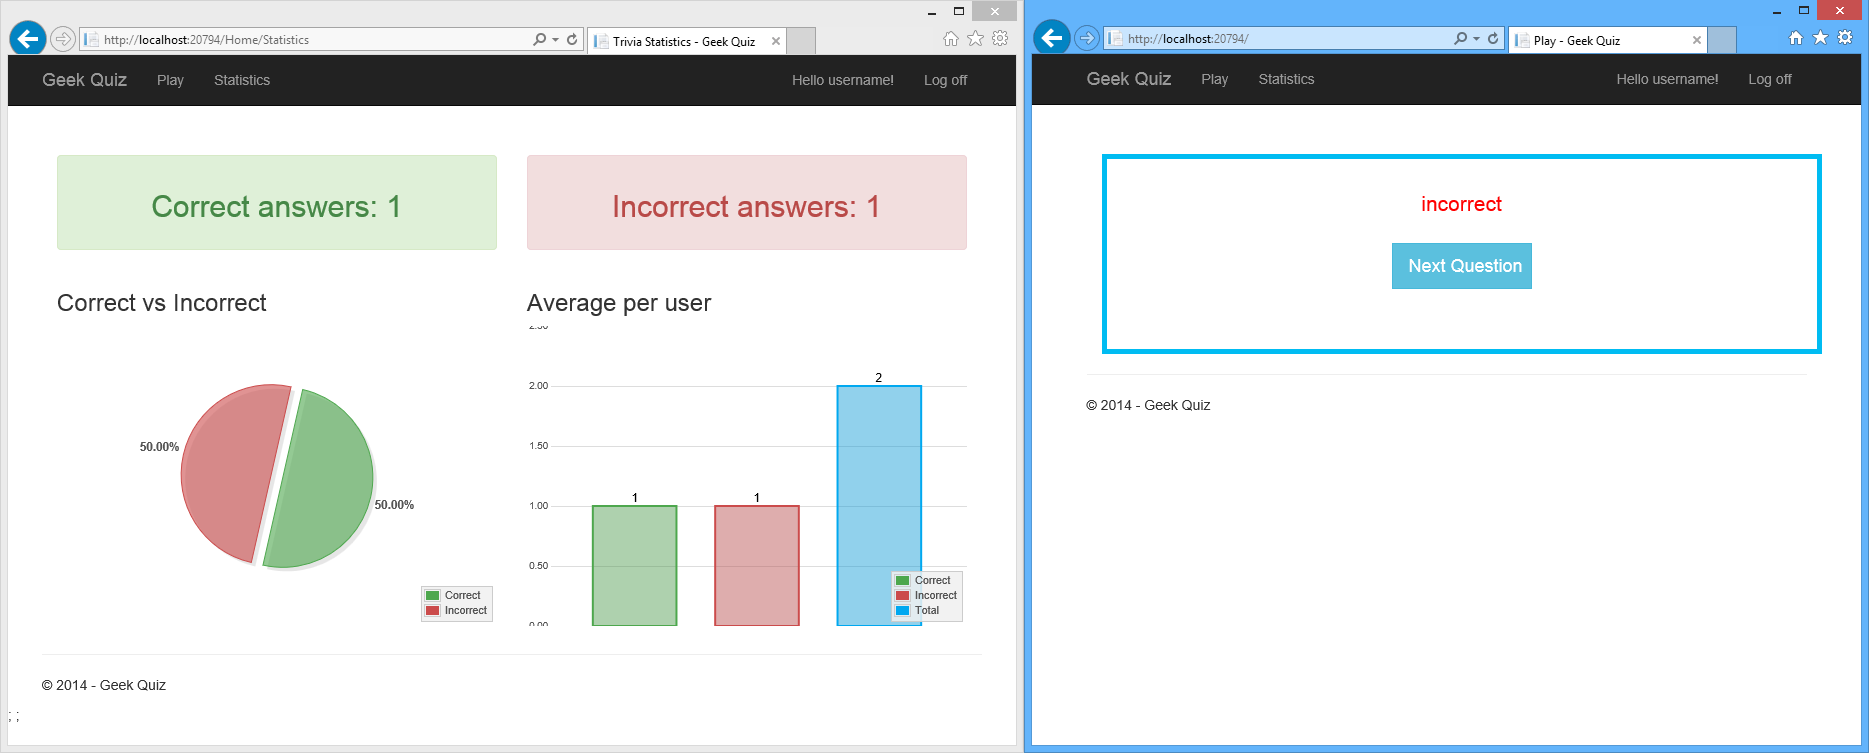 http://localhost:20794/Home/Statistics
Trivia Statistics - Geek Quiz
Geek Quiz Play Statistics Hello username! Log off
Correct answers: 1
Incorrect answers: 1
Correct vs Incorrect
50.00%
50.00%
Correct
Incorrect
Average per user
2.50
2.00
1.50
1.00
0.50
0.00
1
1
2
Correct
Incorrect
Total
© 2014 - Geek Quiz
; ;
http://localhost:20794/
Play - Geek Quiz
Geek Quiz Play Statistics Hello username! Log off
incorrect
Next Question
© 2014 - Geek Quiz